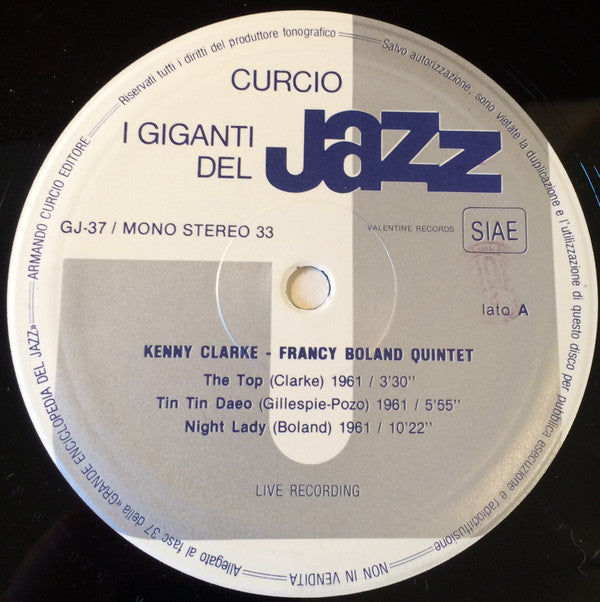 Riservati tutti i diritti del produttore fonografico
Salvo autorizzazione, sono vietate la duplicazione e l'utilizzazione di questo disco per pubblica esecuzione e radiodiffusione
NON IN VENDITA
Allegato al fasc 37 della «GRANDE ENCICLOPEDIA DEL JAZZ»
ARMANDO CURCIO EDITORE
CURCIO
I GIGANTI
DEL JAZZ
GJ-37 / MONO STEREO 33
VALENTINE RECORDS
SIAE
lato A
KENNY CLARKE - FRANCY BOLAND QUINTET
The Top (Clarke) 1961 / 3'30"
Tin Tin Daeo (Gillespie-Pozo) 1961 / 5'55"
Night Lady (Boland) 1961 / 10'22"
LIVE RECORDING